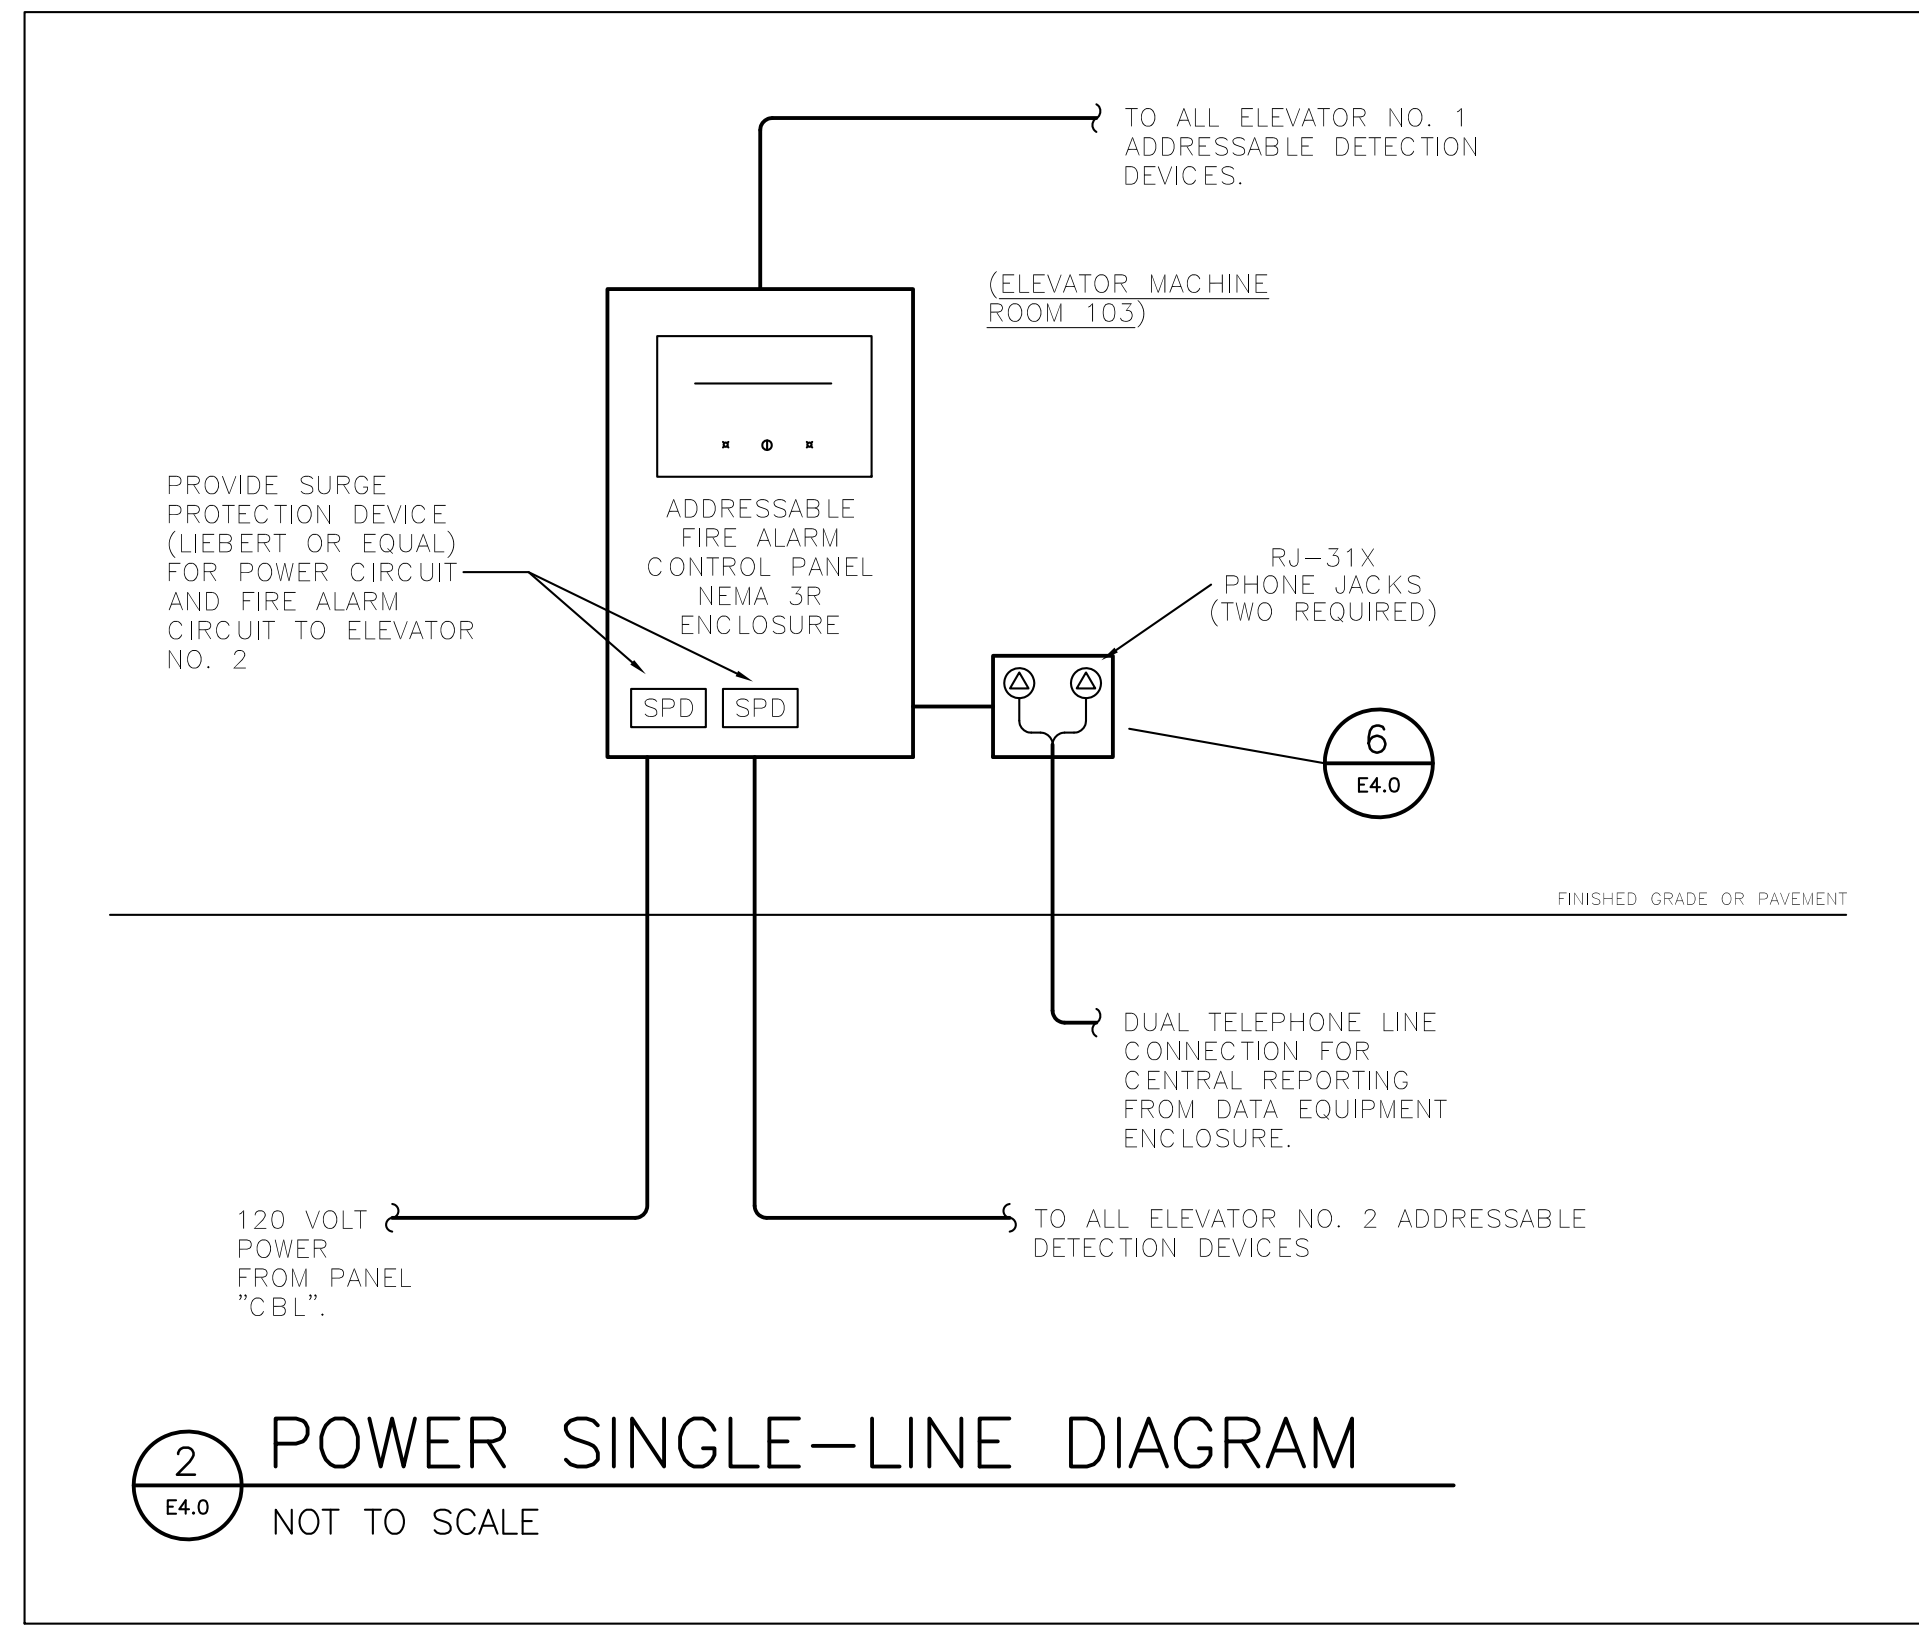 TO ALL ELEVATOR NO. 1
ADDRESSABLE DETECTION
DEVICES.
(ELEVATOR MACHINE
ROOM 103)
PROVIDE SURGE
PROTECTION DEVICE
(LIEBERT OR EQUAL)
FOR POWER CIRCUIT
AND FIRE ALARM
CIRCUIT TO ELEVATOR
NO. 2
ADDRESSABLE
FIRE ALARM
CONTROL PANEL
NEMA 3R
ENCLOSURE
SPD
SPD
RJ-31X
PHONE JACKS
(TWO REQUIRED)
6
E4.0
FINISHED GRADE OR PAVEMENT
DUAL TELEPHONE LINE
CONNECTION FOR
CENTRAL REPORTING
FROM DATA EQUIPMENT
ENCLOSURE.
120 VOLT
POWER
FROM PANEL
"CBL".
TO ALL ELEVATOR NO. 2 ADDRESSABLE
DETECTION DEVICES
2
E4.0
POWER SINGLE-LINE DIAGRAM
NOT TO SCALE